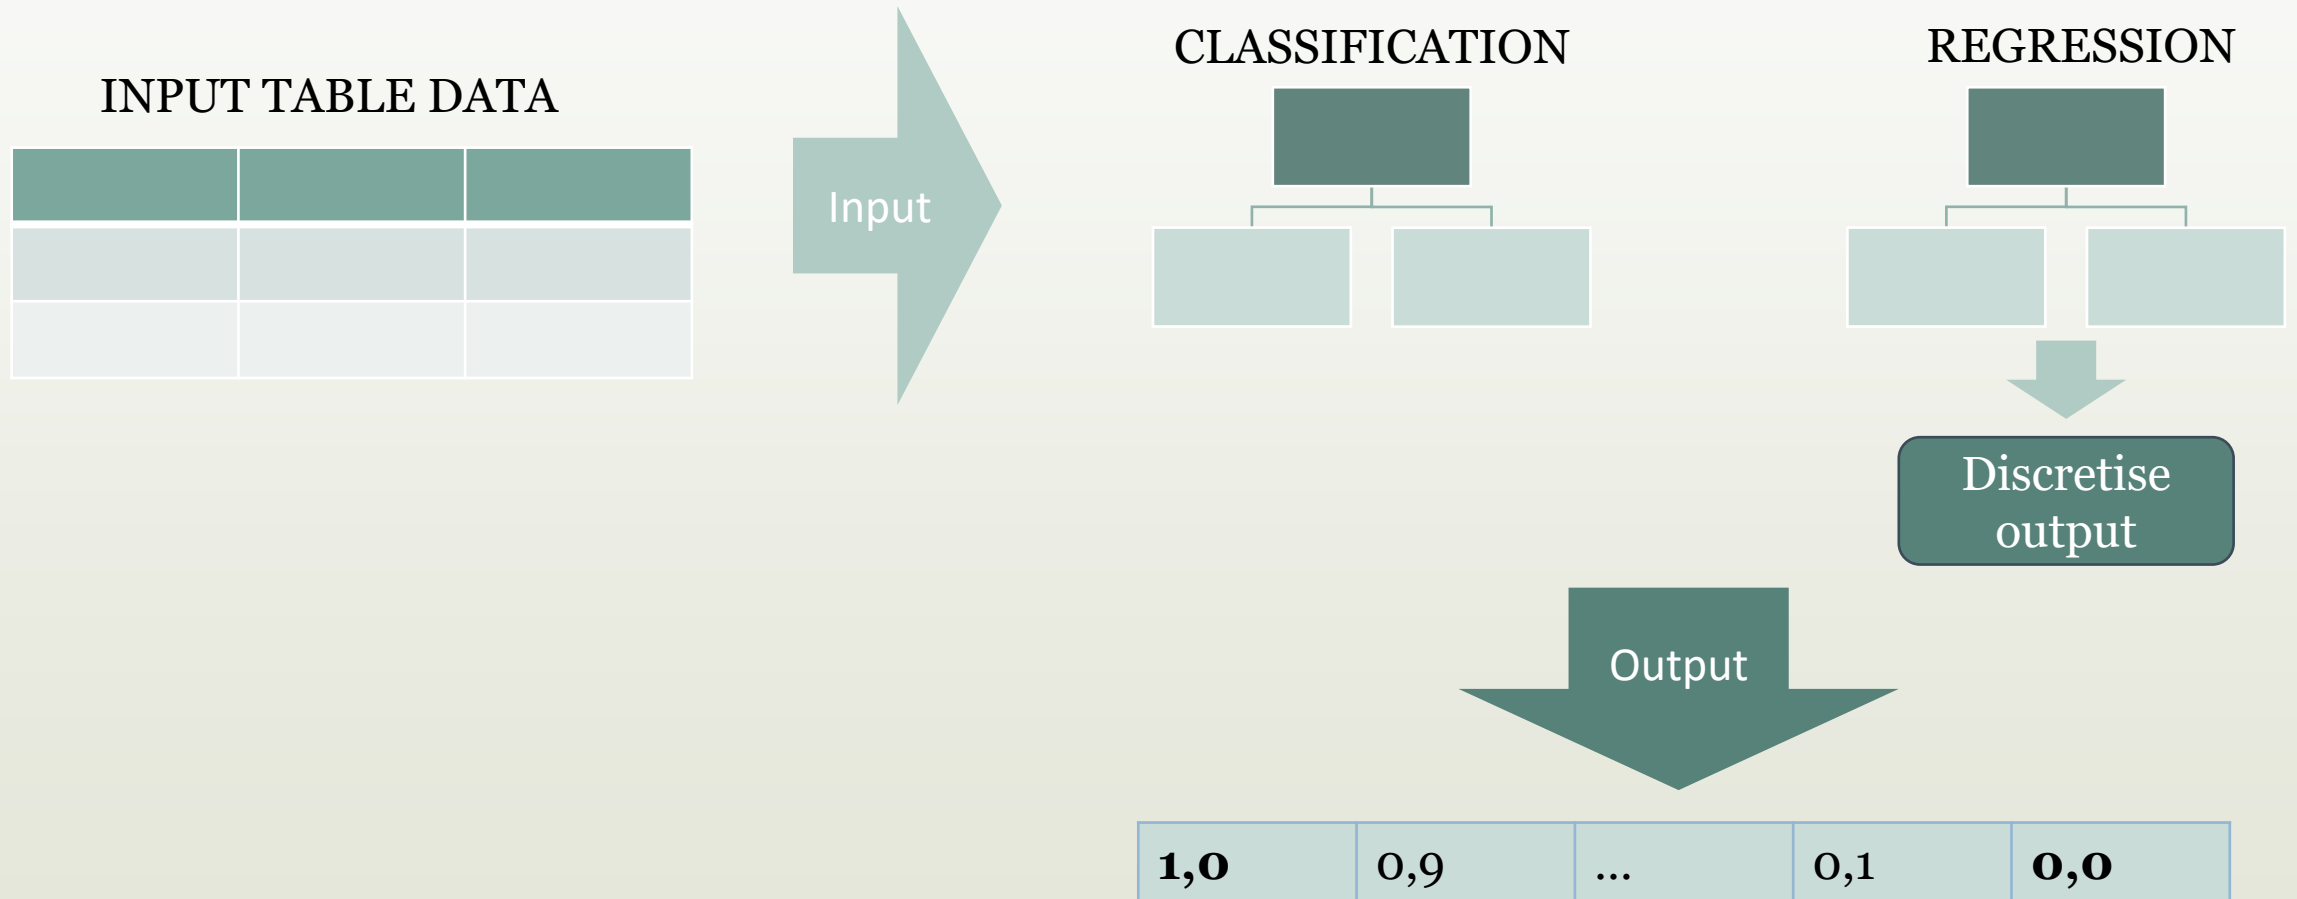 INPUT TABLE DATA
Input
CLASSIFICATION
REGRESSION
Discretise
output
Output
1,0 0,9 ... 0,1 0,0